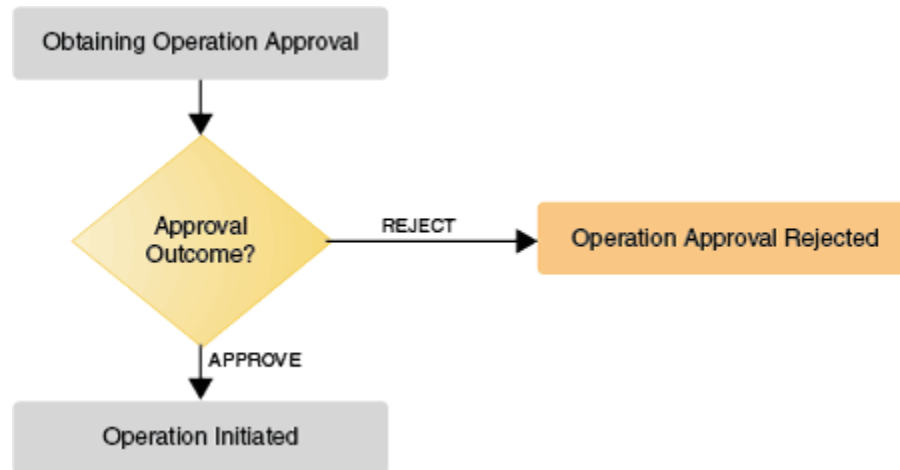 Obtaining Operation Approval
Approval
Outcome?
REJECT
Operation Approval Rejected
APPROVE
Operation Initiated